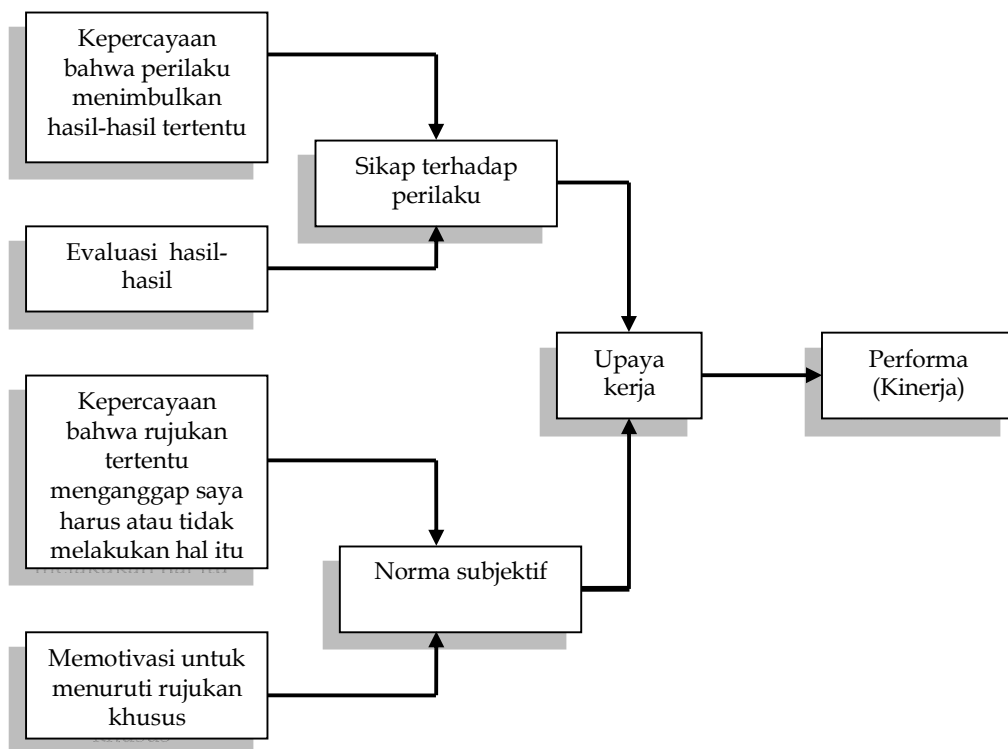 Kepercayaan
bahwa perilaku
menimbulkan
hasil-hasil tertentu
Sikap terhadap
perilaku
Evaluasi hasil-
hasil
Upaya
kerja
Performa
(Kinerja)
Kepercayaan
bahwa rujukan
tertentu
menganggap saya
harus atau tidak
melakukan hal itu
Norma subjektif
Memotivasi untuk
menuruti rujukan
khusus